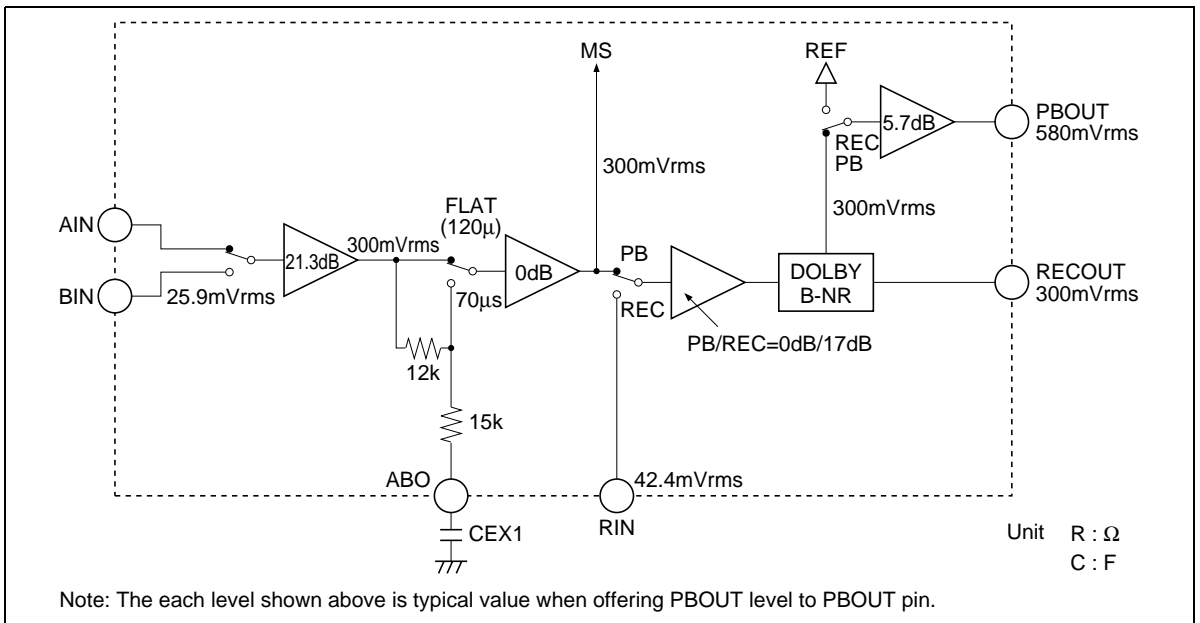 MS
REF
5.7dB
PBOUT
580mVrms
REC
PB
300mVrms
300mVrms
AIN
FLAT
(120μ)
21.3dB
300mVrms
0dB
PB
DOLBY
B-NR
RECOUT
300mVrms
BIN
25.9mVrms
70μs
REC
PB/REC=0dB/17dB
12k
15k
ABO
42.4mVrms
CEX1
RIN
Unit R : Ω
C : F
Note: The each level shown above is typical value when offering PBOUT level to PBOUT pin.